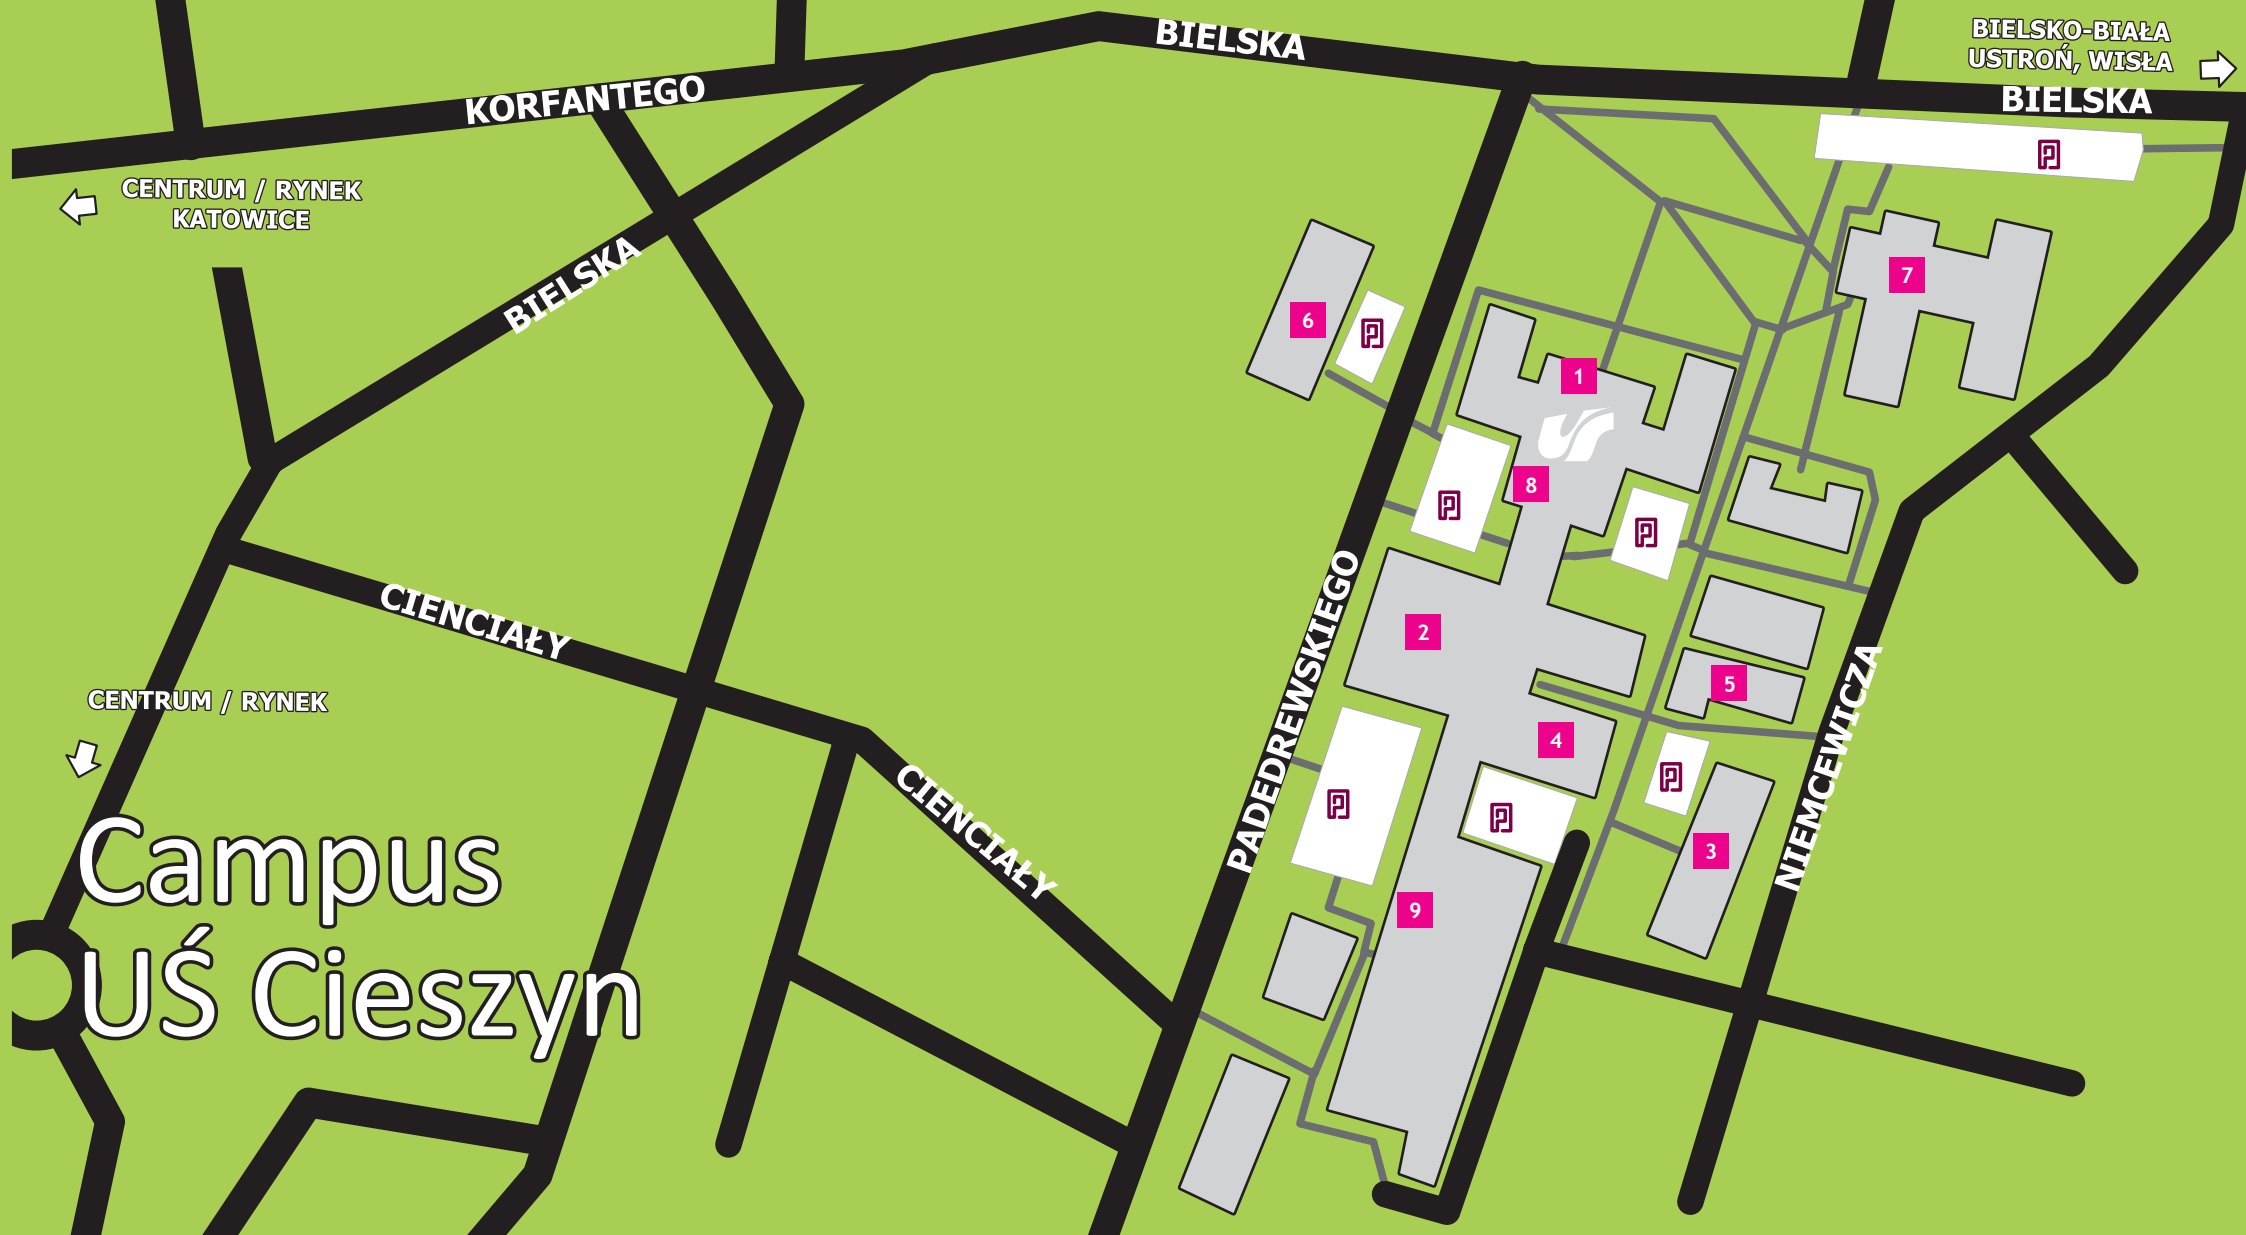 BIELSKA
BIELSKO-BIAŁA
USTROŃ, WISŁA
BIELSKA
KORFANTEGO
P
CENTRUM / RYNEK
KATOWICE
BIELSKA
7
6
P
1
8
P
P
PADEREWSKIEGO
CIENCIAŁY
2
NIEMCEWICZA
5
CENTRUM / RYNEK
4
P
P
P
CIENCIAŁY
3
Campus
9
UŚ Cieszyn